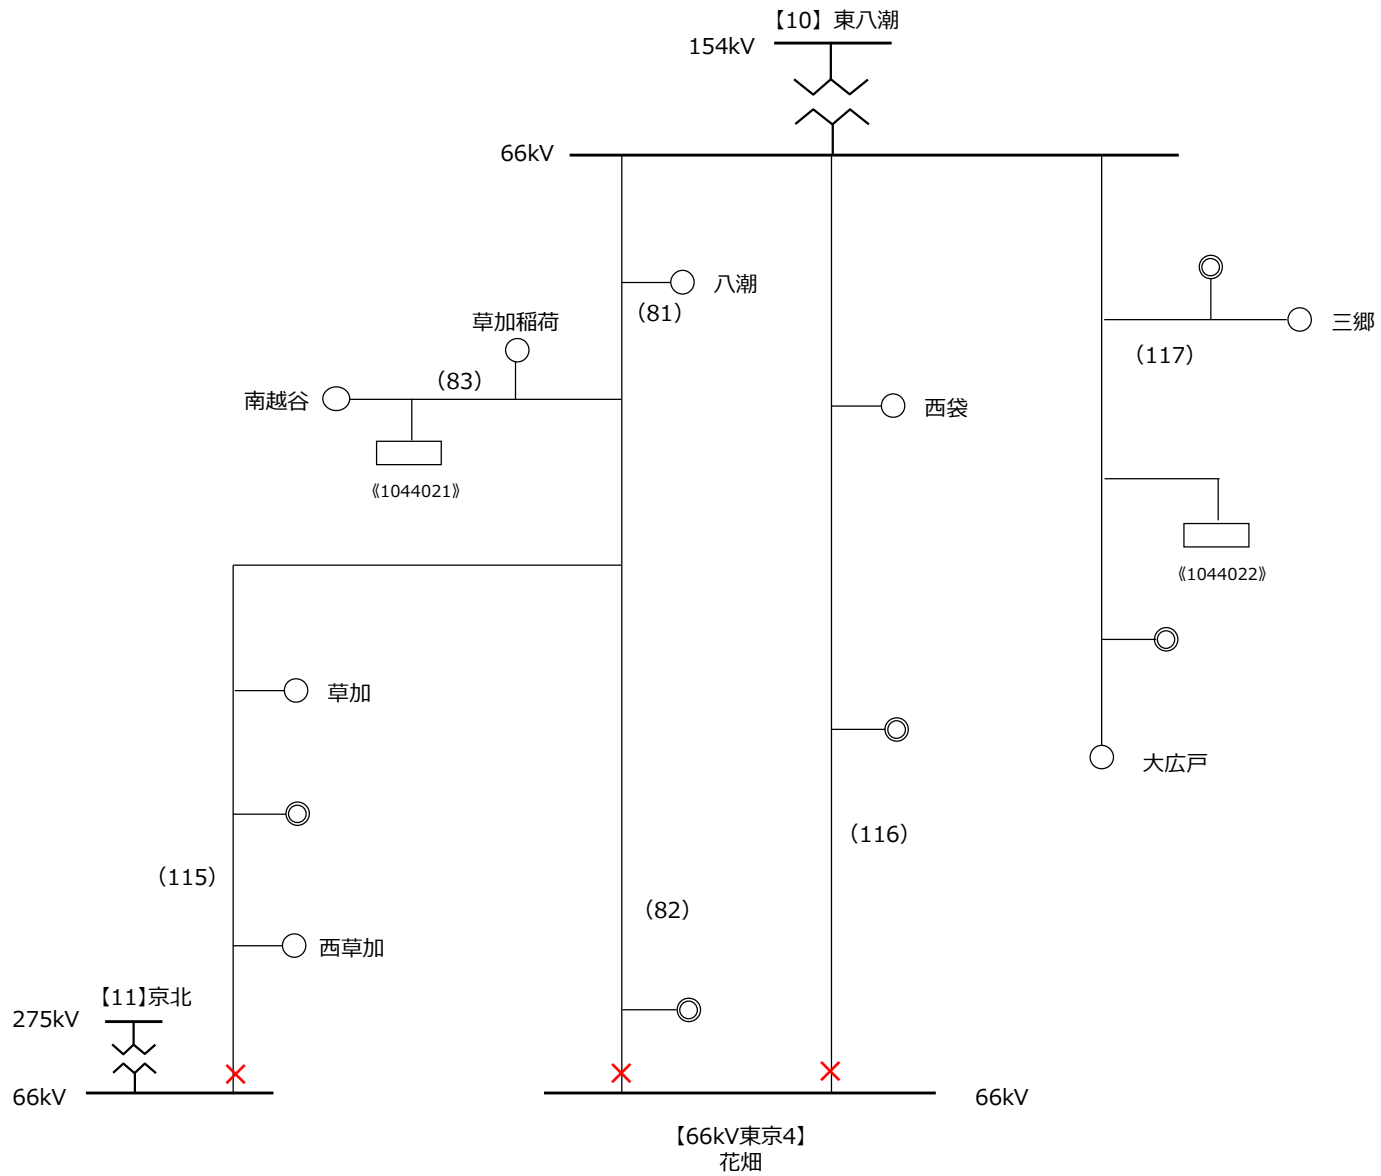 【10】東八潮
154kV
66kV
八潮
（81）
草加稲荷
（83）
南越谷
《1044021》
西袋
三郷
（117）
《1044022》
草加
大広戸
（116）
（115）
（82）
西草加
【11】京北
275kV
66kV
66kV
【66kV東京4】
花畑